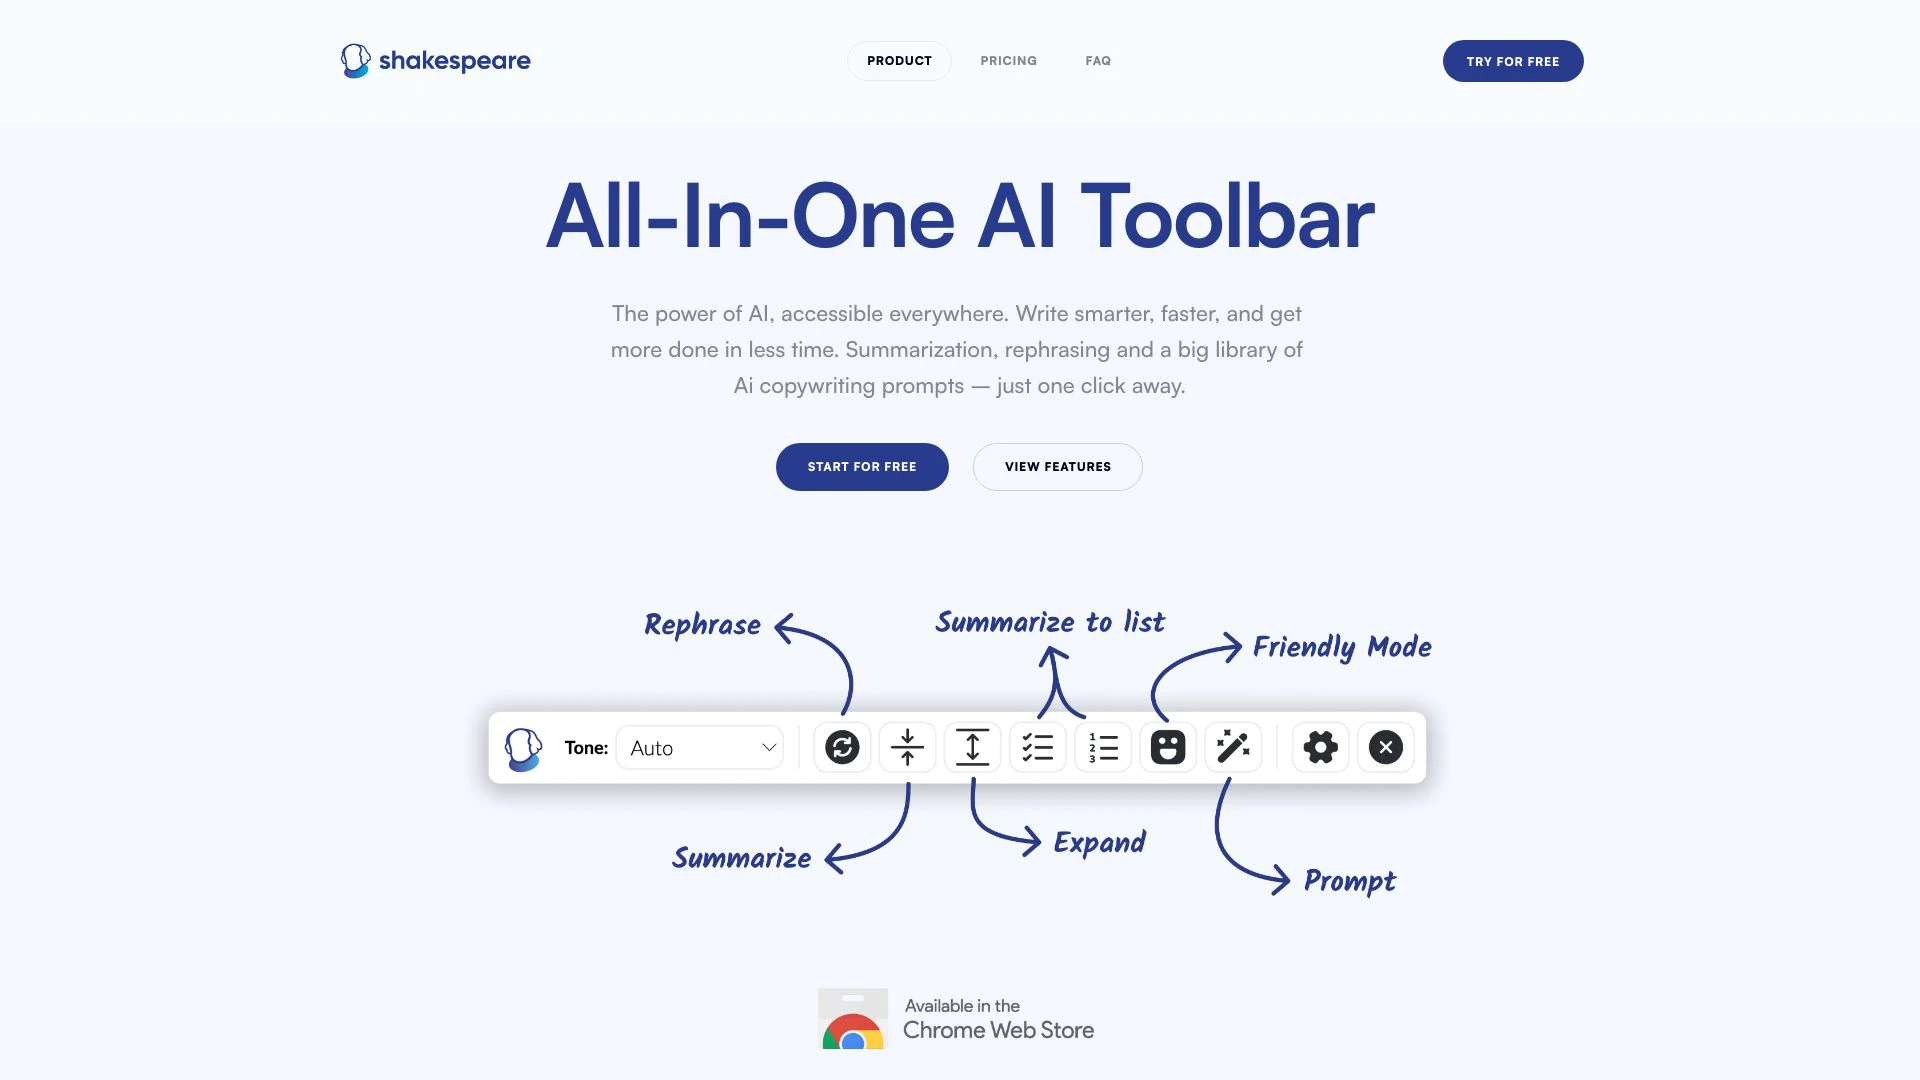 shakespeare
PRODUCT
PRICING
FAQ
TRY FOR FREE
All-In-One AI Toolbar
The power of AI, accessible everywhere. Write smarter, faster, and get
more done in less time. Summarization, rephrasing and a big library of
Ai copywriting prompts — just one click away.
START FOR FREE
VIEW FEATURES
Rephrase
Summarize to list
Friendly Mode
Tone:
Auto
1
2
3
Summarize
Expand
Prompt
Available in the
Chrome Web Store